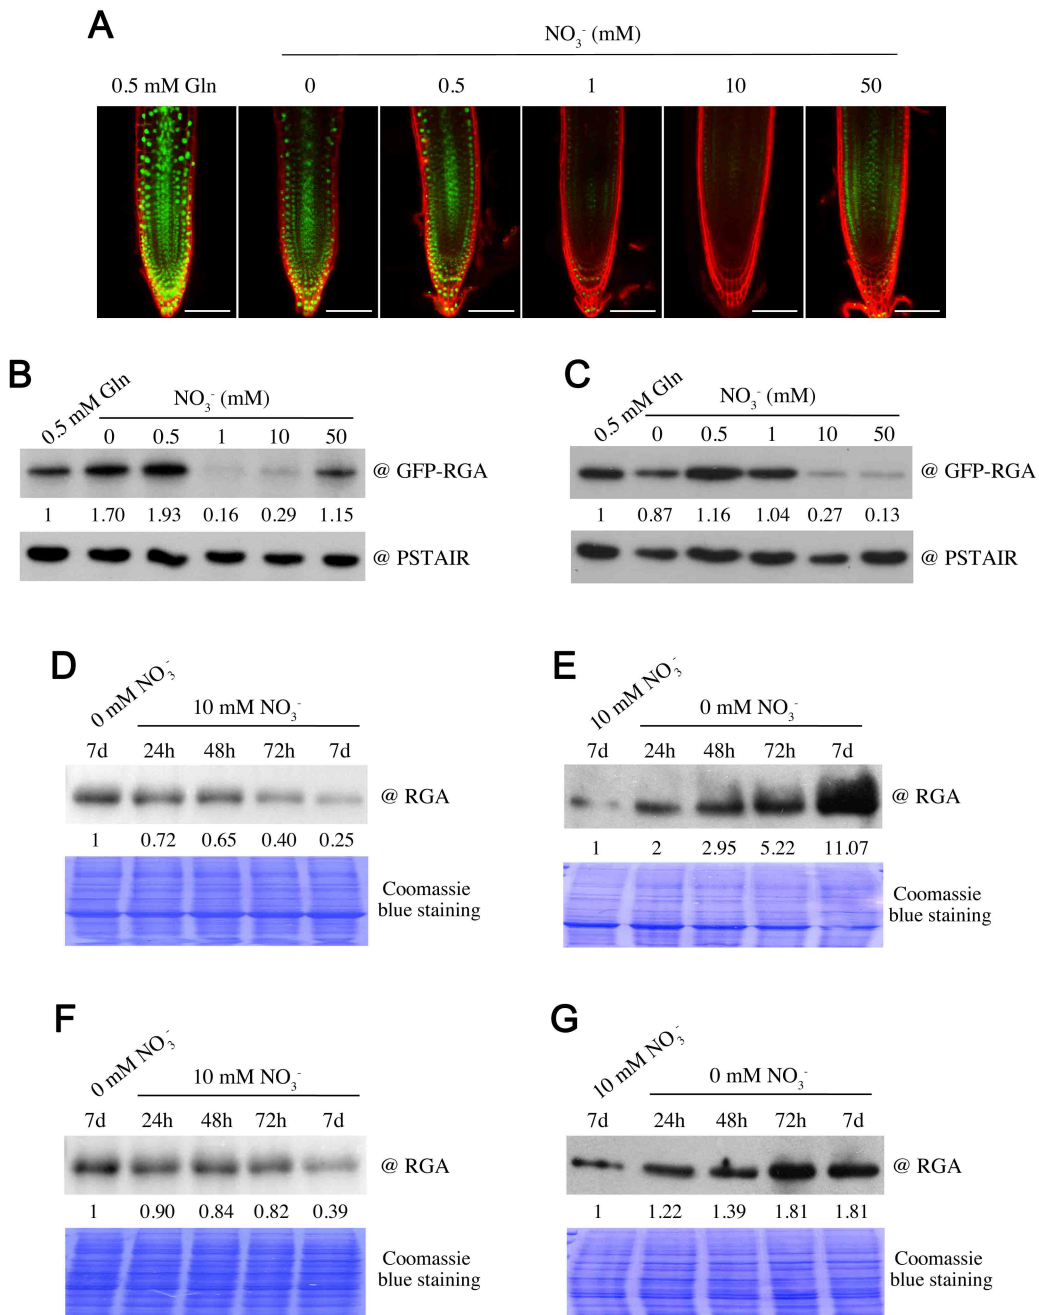 A
NO₃⁻ (mM)
0.5 mM Gln 0 0.5 1 10 50
B
0.5 mM Gln
NO₃⁻ (mM)
0 0.5 1 10 50
@ GFP-RGA
1 1.70 1.93 0.16 0.29 1.15
@ PSTAIR
C
0.5 mM Gln
NO₃⁻ (mM)
0 0.5 1 10 50
@ GFP-RGA
1 0.87 1.16 1.04 0.27 0.13
@ PSTAIR
D
0 mM NO₃⁻
10 mM NO₃⁻
7d 24h 48h 72h 7d
@ RGA
1 0.72 0.65 0.40 0.25
Coomassie
blue staining
E
10 mM NO₃⁻
0 mM NO₃⁻
7d 24h 48h 72h 7d
@ RGA
1 2 2.95 5.22 11.07
Coomassie
blue staining
F
0 mM NO₃⁻
10 mM NO₃⁻
7d 24h 48h 72h 7d
@ RGA
1 0.90 0.84 0.82 0.39
Coomassie
blue staining
G
10 mM NO₃⁻
0 mM NO₃⁻
7d 24h 48h 72h 7d
@ RGA
1 1.22 1.39 1.81 1.81
Coomassie
blue staining